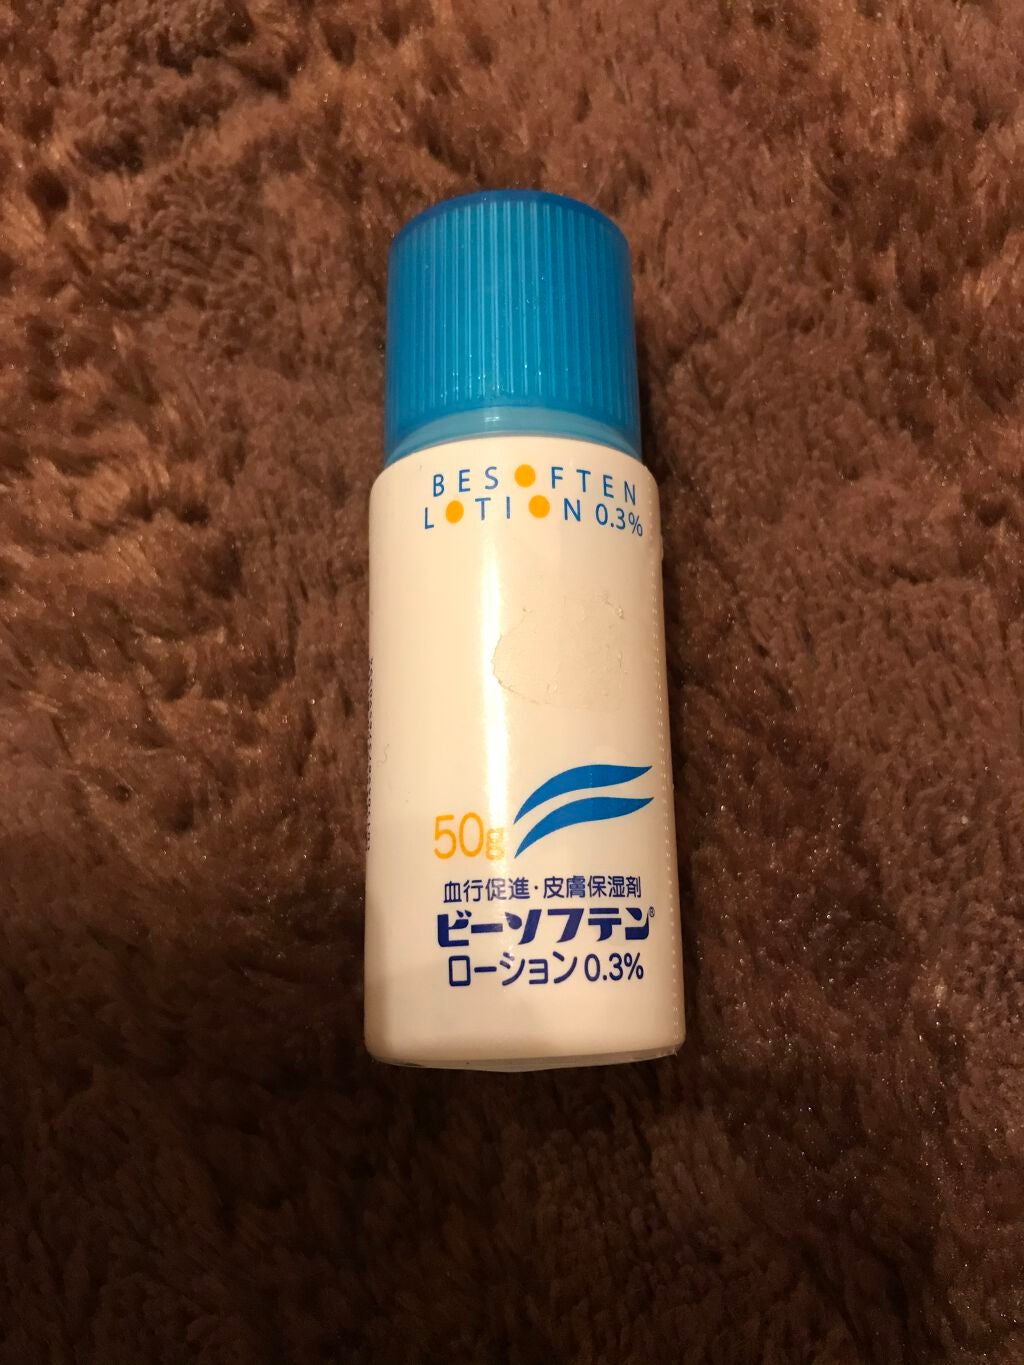 BESOFTEN
LOTION 0.3%
50g
血行促進・皮膚保湿剤
ビーソフテン®
ローション0.3%